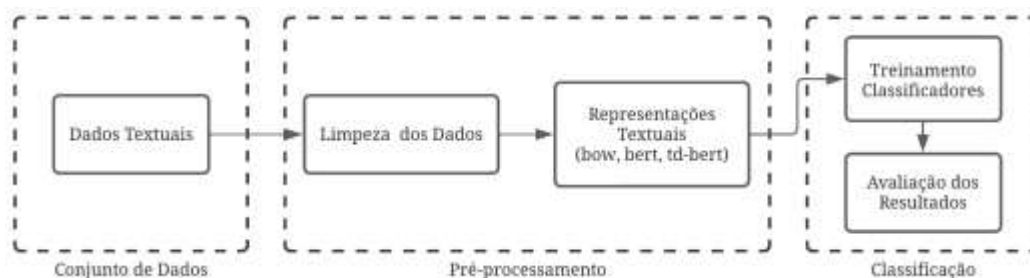 Dados Textuais
Limpeza dos Dados
Representações
Textuais
(bow, bert, td-bert)
Treinamento
Classificadores
Avaliação dos
Resultados
Conjunto de Dados
Pré-processamento
Classificação